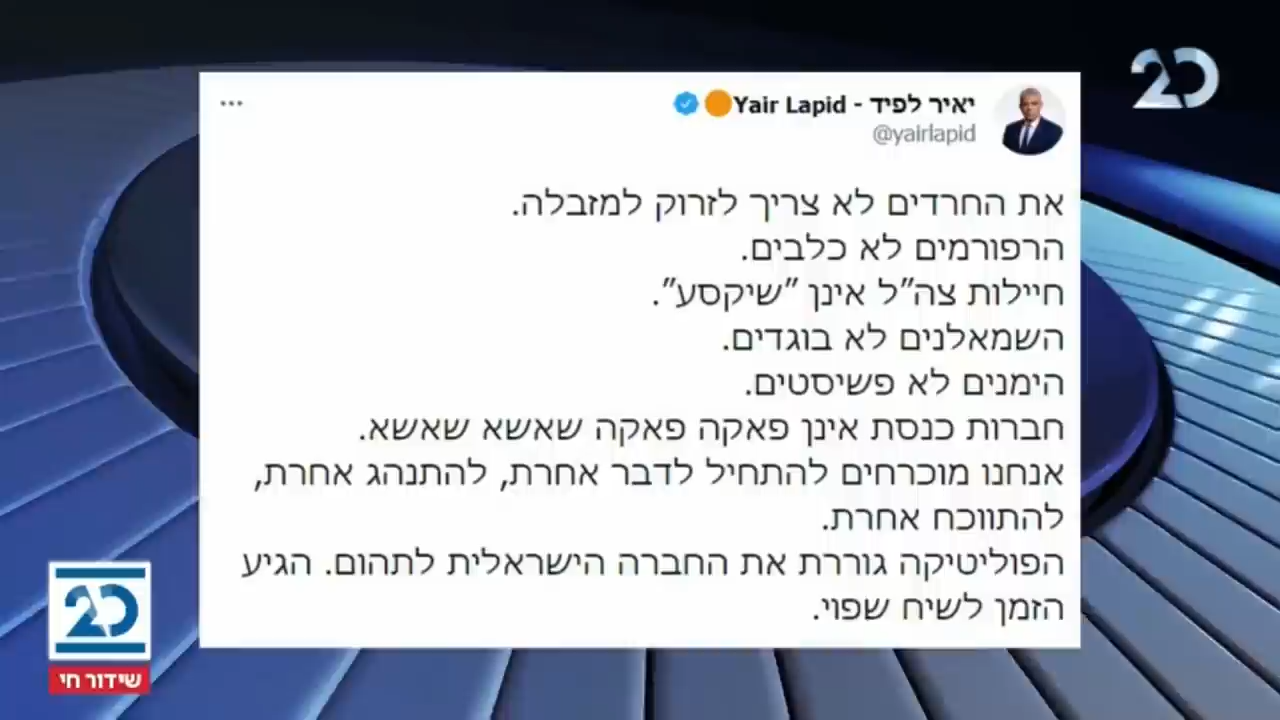 20
יאיר לפיד - Yair Lapid
@yairlapid
את החרדים לא צריך לזרוק למזבלה.
הרפורמים לא כלבים.
חיילות צה"ל אינן "שיקסע".
השמאלנים לא בוגדים.
הימנים לא פשיסטים.
חברות כנסת אינן פאקה פאקה שאשא שאשא.
אנחנו מוכרחים להתחיל לדבר אחרת, להתנהג אחרת,
להתווכח אחרת.
הפוליטיקה גוררת את החברה הישראלית לתהום. הגיע
הזמן לשיח שפוי.
20
שידור חי